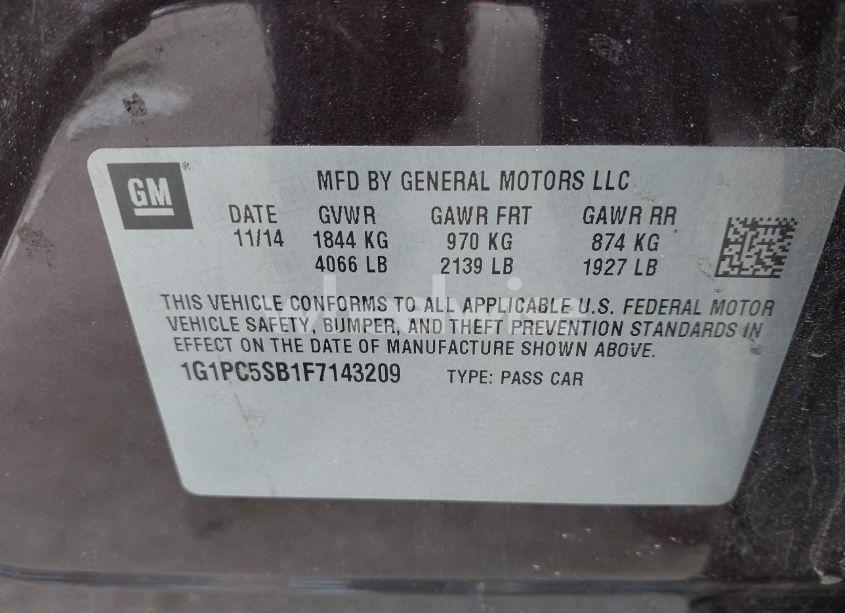 GM ®
MFD BY GENERAL MOTORS LLC
DATE GVWR GAWR FRT GAWR RR
11/14 1844 KG 970 KG 874 KG
4066 LB 2139 LB 1927 LB
THIS VEHICLE CONFORMS TO ALL APPLICABLE U.S. FEDERAL MOTOR
VEHICLE SAFETY, BUMPER, AND THEFT PREVENTION STANDARDS IN
EFFECT ON THE DATE OF MANUFACTURE SHOWN ABOVE.
1G1PC5SB1F7143209 TYPE: PASS CAR